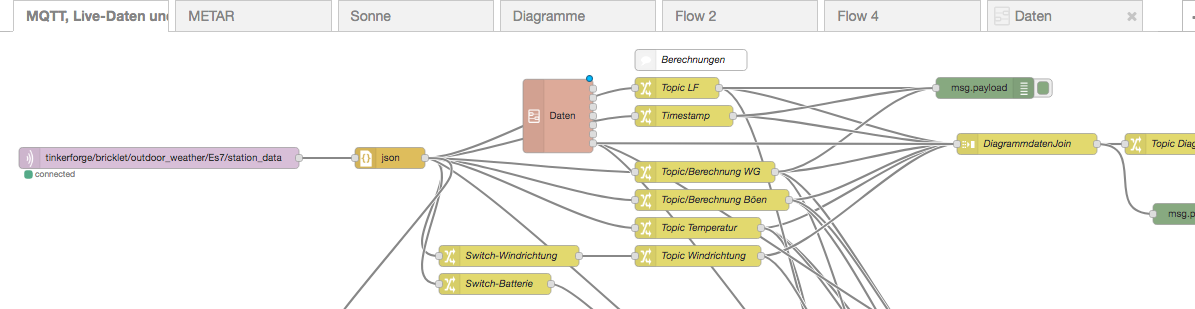 MQTT, Live-Daten und
METAR
Sonne
Diagramme
Flow 2
Flow 4
Daten
Berechnungen
Topic LF
msg.payload
Daten
Timestamp
DiagrammdatenJoin
Topic Diag
tinkerforge/bricklet/outdoor_weather/Es7/station_data
json
connected
Topic/Berechnung WG
Topic/Berechnung Böen
msg.p
Topic Temperatur
Switch-Windrichtung
Topic Windrichtung
Switch-Batterie